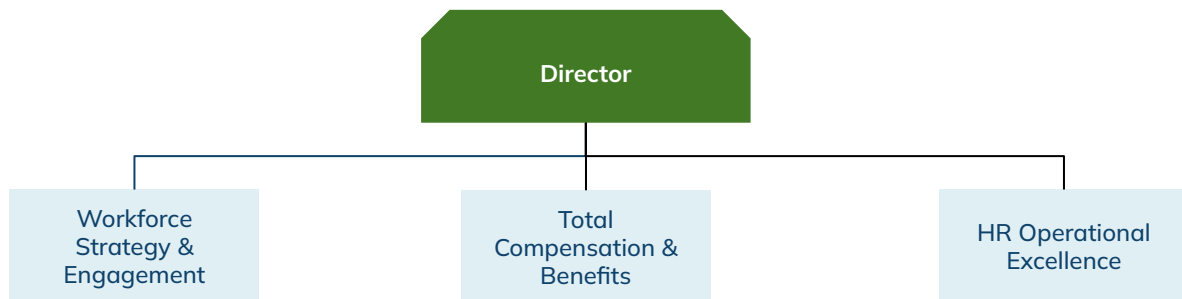 Director
Workforce
Strategy &
Engagement
Total
Compensation &
Benefits
HR Operational
Excellence